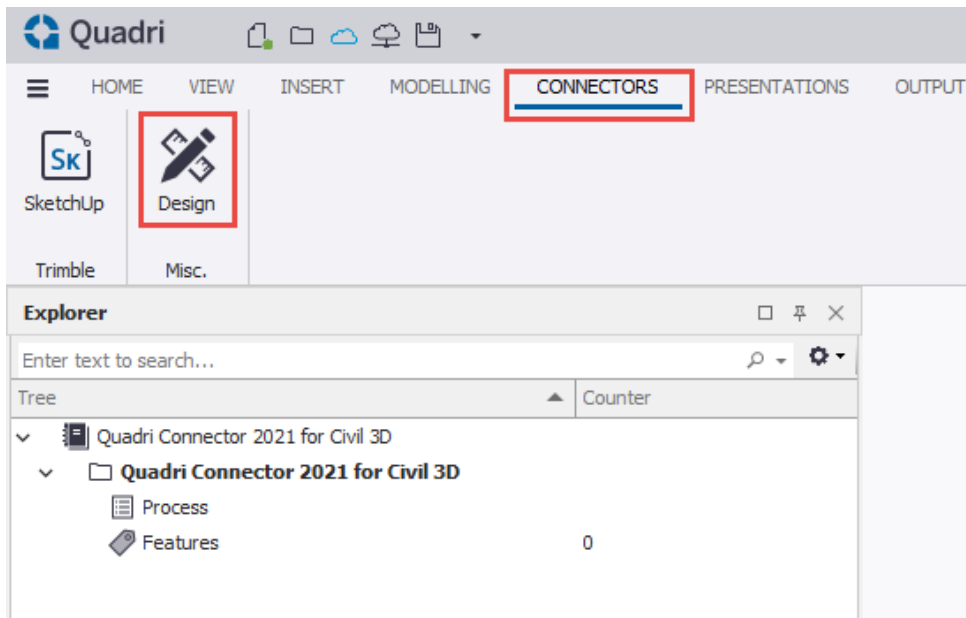 Quadri
HOME VIEW INSERT MODELLING CONNECTORS PRESENTATIONS OUTPUT
SK
SketchUp Design
Trimble Misc.
Explorer
Enter text to search...
Tree Counter
Quadri Connector 2021 for Civil 3D
Quadri Connector 2021 for Civil 3D
Process
Features 0